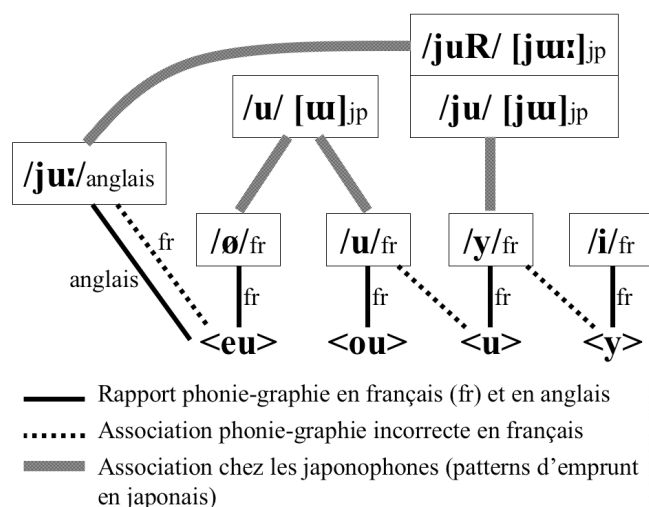 /juR/ [jɯː]jp
/u/ [ɯ]jp
/ju/ [jɯ]jp
/juː/anglais
fr
anglais
/ø/fr
/u/fr
/y/fr
/i/fr
fr
fr
fr
fr
<eu>
<ou>
<u>
<y>
Rapport phonie-graphie en français (fr) et en anglais
Association phonie-graphie incorrecte en français
Association chez les japonophones (patterns d’emprunt
en japonais)